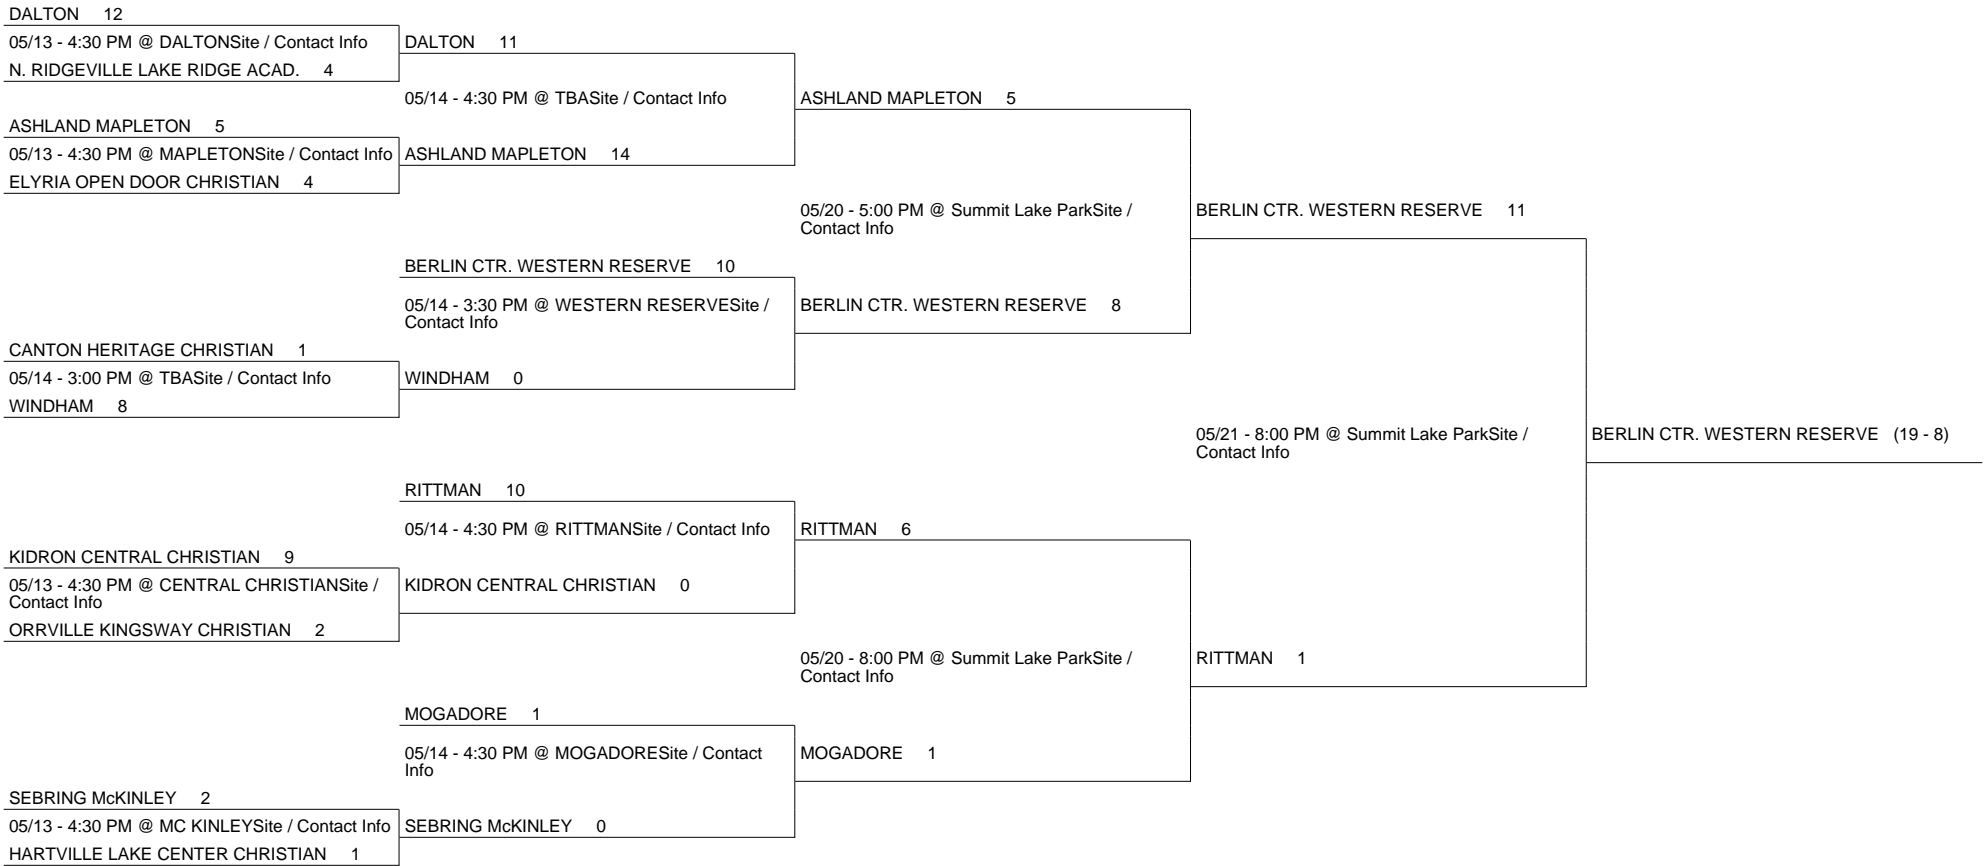 DALTON 12
05/13 - 4:30 PM @ DALTONSite / Contact Info
N. RIDGEVILLE LAKE RIDGE ACAD. 4
ASHLAND MAPLETON 5
05/13 - 4:30 PM @ MAPLETONSite / Contact Info
ELYRIA OPEN DOOR CHRISTIAN 4
CANTON HERITAGE CHRISTIAN 1
05/14 - 3:00 PM @ TBASite / Contact Info
WINDHAM 8
KIDRON CENTRAL CHRISTIAN 9
05/13 - 4:30 PM @ CENTRAL CHRISTIANSite /
Contact Info
ORRVILLE KINGSWAY CHRISTIAN 2
SEBRING McKINLEY 2
05/13 - 4:30 PM @ MC KINLEYSite / Contact Info
HARTVILLE LAKE CENTER CHRISTIAN 1
DALTON 11
05/14 - 4:30 PM @ TBASite / Contact Info
ASHLAND MAPLETON 14
BERLIN CTR. WESTERN RESERVE 10
05/14 - 3:30 PM @ WESTERN RESERVESite /
Contact Info
WINDHAM 0
RITTMAN 10
05/14 - 4:30 PM @ RITTMANSite / Contact Info
KIDRON CENTRAL CHRISTIAN 0
MOGADORE 1
05/14 - 4:30 PM @ MOGADORESite / Contact
Info
SEBRING McKINLEY 0
ASHLAND MAPLETON 5
05/20 - 5:00 PM @ Summit Lake ParkSite /
Contact Info
BERLIN CTR. WESTERN RESERVE 8
RITTMAN 6
05/20 - 8:00 PM @ Summit Lake ParkSite /
Contact Info
MOGADORE 1
BERLIN CTR. WESTERN RESERVE 11
05/21 - 8:00 PM @ Summit Lake ParkSite /
Contact Info
RITTMAN 1
BERLIN CTR. WESTERN RESERVE (19 - 8)